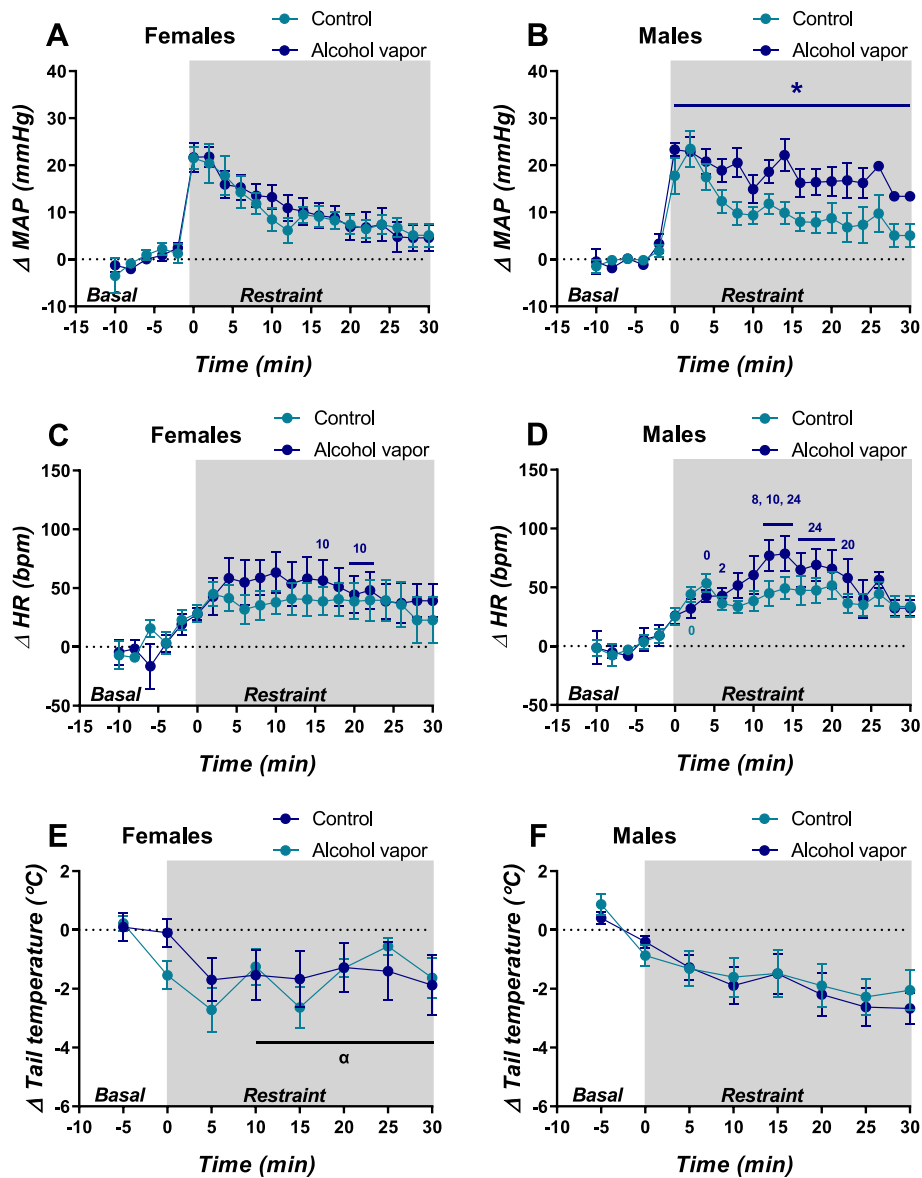 A
Females
Control
Alcohol vapor
Δ MAP (mmHg)
40
30
20
10
0
-10
Basal
Restraint
-15 -10 -5 0 5 10 15 20 25 30
Time (min)
B
Males
Control
Alcohol vapor
*
Δ MAP (mmHg)
40
30
20
10
0
-10
Basal
Restraint
-15 -10 -5 0 5 10 15 20 25 30
Time (min)
C
Females
Control
Alcohol vapor
Δ HR (bpm)
150
100
50
0
-50
10 10
Basal
Restraint
-15 -10 -5 0 5 10 15 20 25 30
Time (min)
D
Males
Control
Alcohol vapor
Δ HR (bpm)
150
100
50
0
-50
8, 10, 24
0 2 24 20
0
Basal
Restraint
-15 -10 -5 0 5 10 15 20 25 30
Time (min)
E
Females
Control
Alcohol vapor
Δ Tail temperature (°C)
2
0
-2
-4
-6
α
Basal
Restraint
-10 -5 0 5 10 15 20 25 30
Time (min)
F
Males
Control
Alcohol vapor
Δ Tail temperature (°C)
2
0
-2
-4
-6
Basal
Restraint
-10 -5 0 5 10 15 20 25 30
Time (min)